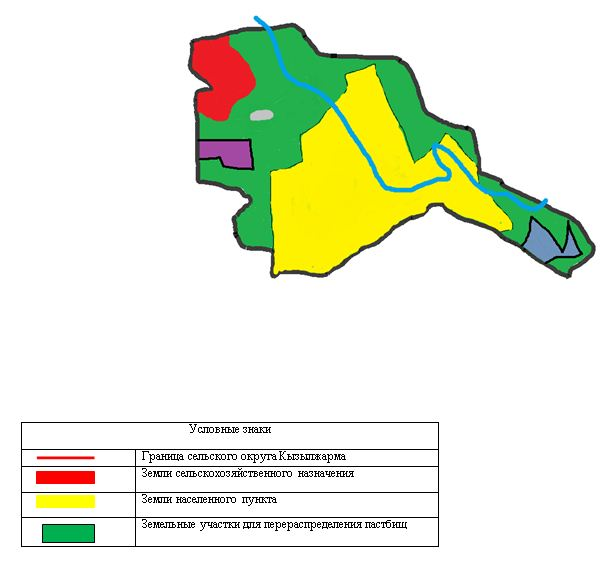 Условные знаки
Граница сельского округа Кызылжарма
Земли сельскохозяйственного назначения
Земли населенного пункта
Земельные участки для перераспределения пастбищ